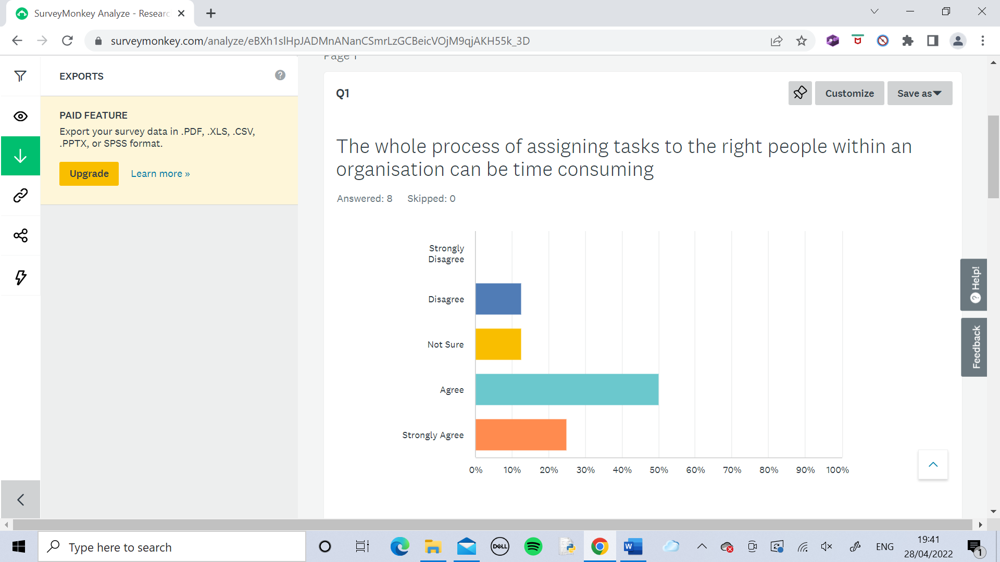 SurveyMonkey Analyze - Researc
surveymonkey.com/analyze/eBXh1slHpJADMnANanCSmrLzGCBeicVOjM9qjAKH55k_3D
Page 1
EXPORTS
?
PAID FEATURE
Export your survey data in .PDF, .XLS, .CSV,
.PPTX, or SPSS format.
Upgrade
Learn more »
Q1
Customize
Save as
The whole process of assigning tasks to the right people within an
organisation can be time consuming
Answered: 8 Skipped: 0
Strongly
Disagree
Disagree
Not Sure
Agree
Strongly Agree
0% 10% 20% 30% 40% 50% 60% 70% 80% 90% 100%
? Help!
Feedback
Type here to search
DELL
W
ENG
19:41
28/04/2022
1